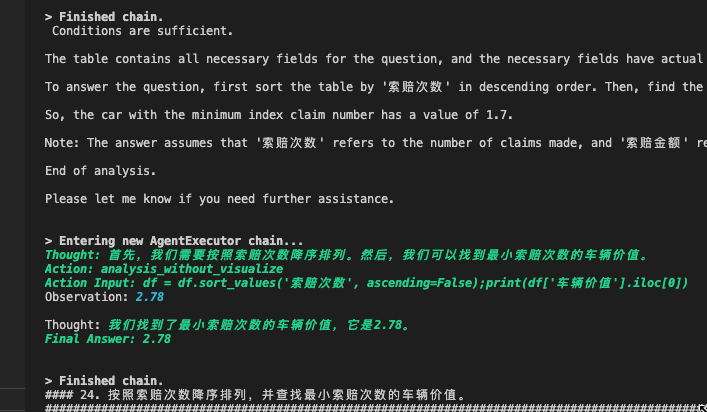 > Finished chain.
Conditions are sufficient.
The table contains all necessary fields for the question, and the necessary fields have actual
To answer the question, first sort the table by '索赔次数' in descending order. Then, find the
So, the car with the minimum index claim number has a value of 1.7.
Note: The answer assumes that '索赔次数' refers to the number of claims made, and '索赔金额' re
End of analysis.
Please let me know if you need further assistance.
> Entering new AgentExecutor chain...
Thought: 首先，我们需要按照索赔次数降序排列。然后，我们可以找到最小索赔次数的车辆价值。
Action: analysis_without_visualize
Action Input: df = df.sort_values('索赔次数', ascending=False);print(df['车辆价值'].iloc[0])
Observation: 2.78
Thought: 我们找到了最小索赔次数的车辆价值，它是2.78。
Final Answer: 2.78
> Finished chain.
#### 24. 按照索赔次数降序排列，并查找最小索赔次数的车辆价值。